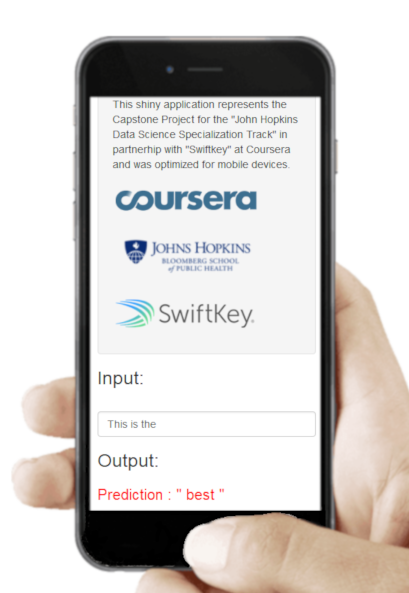 This shiny application represents the
Capstone Project for the "John Hopkins
Data Science Specialization Track" in
partnerhip with "Swiftkey" at Coursera
and was optimized for mobile devices.
coursera
JOHNS HOPKINS
BLOOMBERG SCHOOL
of PUBLIC HEALTH
SwiftKey.
Input:
This is the
Output:
Prediction : " best "